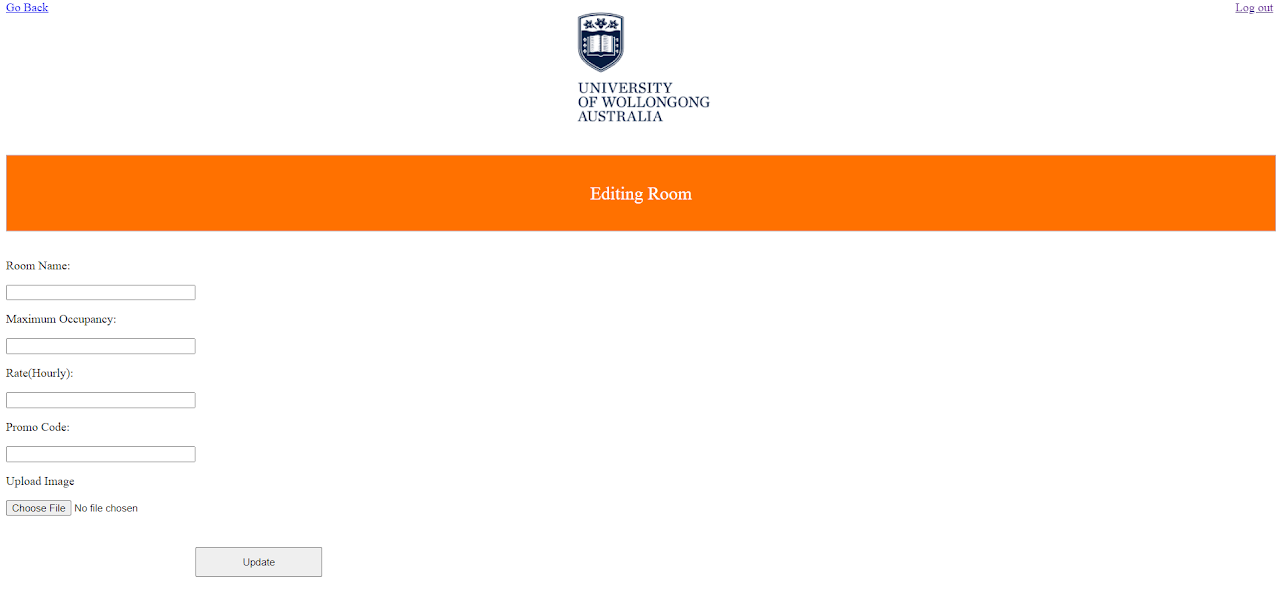 Go Back
Log out
UNIVERSITY
OF WOLLONGONG
AUSTRALIA
Editing Room
Room Name:
Maximum Occupancy:
Rate(Hourly):
Promo Code:
Upload Image
Choose File No file chosen
Update